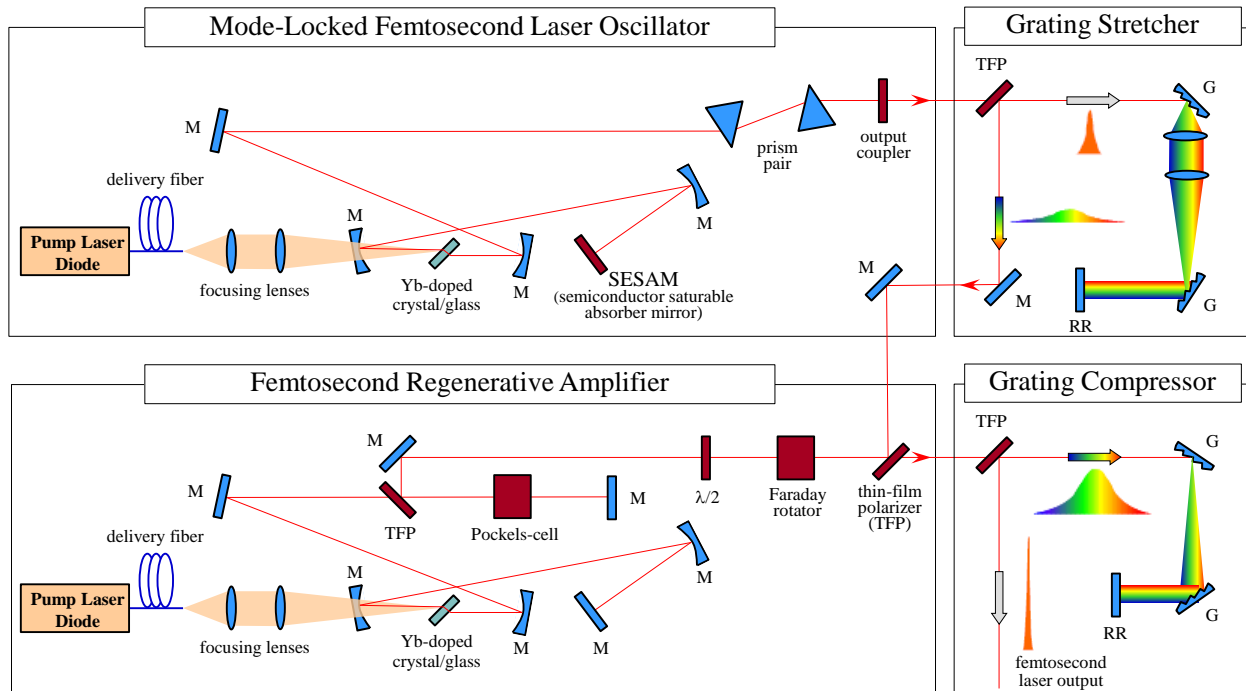 Mode-Locked Femtosecond Laser Oscillator
M
delivery fiber
Pump Laser
Diode
focusing lenses
M
Yb-doped
crystal/glass
M
SESAM
(semiconductor saturable
absorber mirror)
M
prism
pair
output
coupler
M
Grating Stretcher
TFP
G
M
RR
G
Femtosecond Regenerative Amplifier
M
M
delivery fiber
Pump Laser
Diode
focusing lenses
M
TFP
Pockels-cell
M
λ/2
Faraday
rotator
thin-film
polarizer
(TFP)
Yb-doped
crystal/glass
M
M
M
Grating Compressor
TFP
G
RR
G
femtosecond
laser output